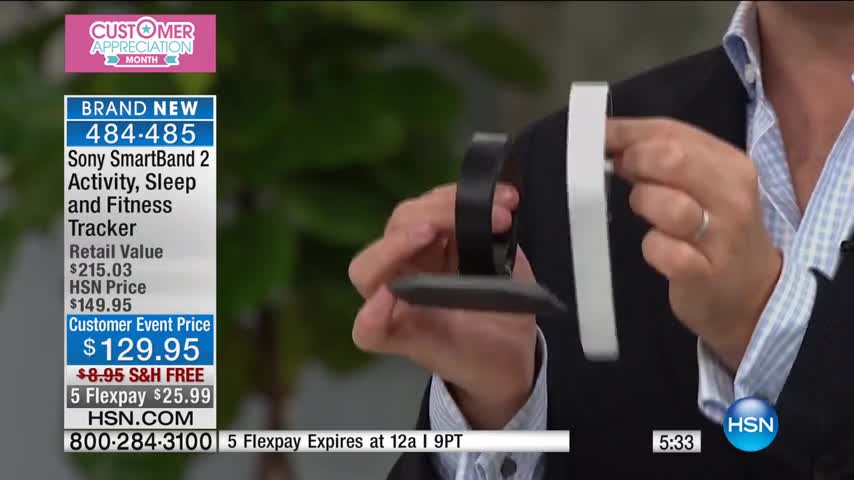 CUSTOMER
APPRECIATION
MONTH
BRAND NEW
484-485
Sony SmartBand 2
Activity, Sleep
and Fitness
Tracker
Retail Value
$215.03
HSN Price
$149.95
Customer Event Price
$129.95
$8.95 S&H FREE
5 Flexpay $25.99
HSN.COM
800-284-3100
5 Flexpay Expires at 12a | 9PT
5:33
HSN